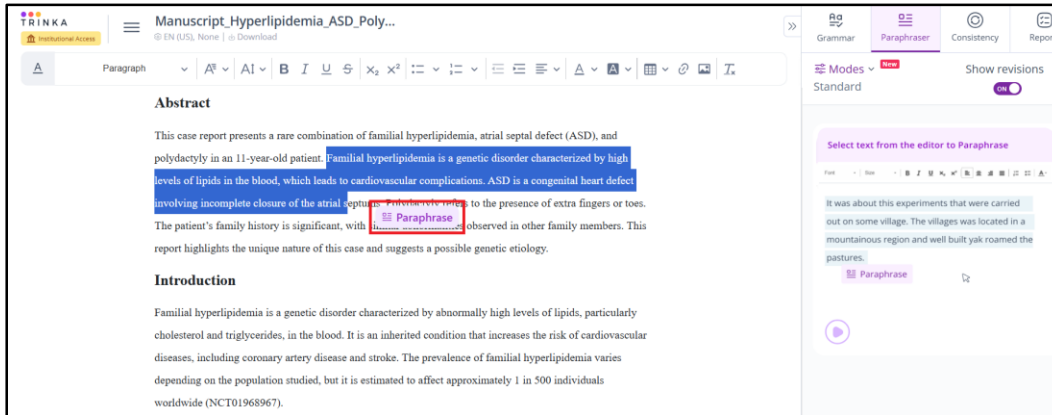 TRINKA
Institutional Access
Manuscript_Hyperlipidemia_ASD_Poly...
EN (US), None | Download
Paragraph
Abstract
This case report presents a rare combination of familial hyperlipidemia, atrial septal defect (ASD), and
polydactyly in an 11-year-old patient. Familial hyperlipidemia is a genetic disorder characterized by high
levels of lipids in the blood, which leads to cardiovascular complications. ASD is a congenital heart defect
involving incomplete closure of the atrial septum. Polydactyly refers to the presence of extra fingers or toes.
Paraphrase
The patient's family history is significant, with observed in other family members. This
report highlights the unique nature of this case and suggests a possible genetic etiology.
Introduction
Familial hyperlipidemia is a genetic disorder characterized by abnormally high levels of lipids, particularly
cholesterol and triglycerides, in the blood. It is an inherited condition that increases the risk of cardiovascular
diseases, including coronary artery disease and stroke. The prevalence of familial hyperlipidemia varies
depending on the population studied, but it is estimated to affect approximately 1 in 500 individuals
worldwide (NCT01968967).
Grammar
Paraphraser
Consistency
Repor
Modes New
Standard
Show revisions
ON
Select text from the editor to Paraphrase
Font
Size
It was about this experiments that were carried
out on some village. The villages was located in a
mountainous region and well built yak roamed the
pastures.
Paraphrase